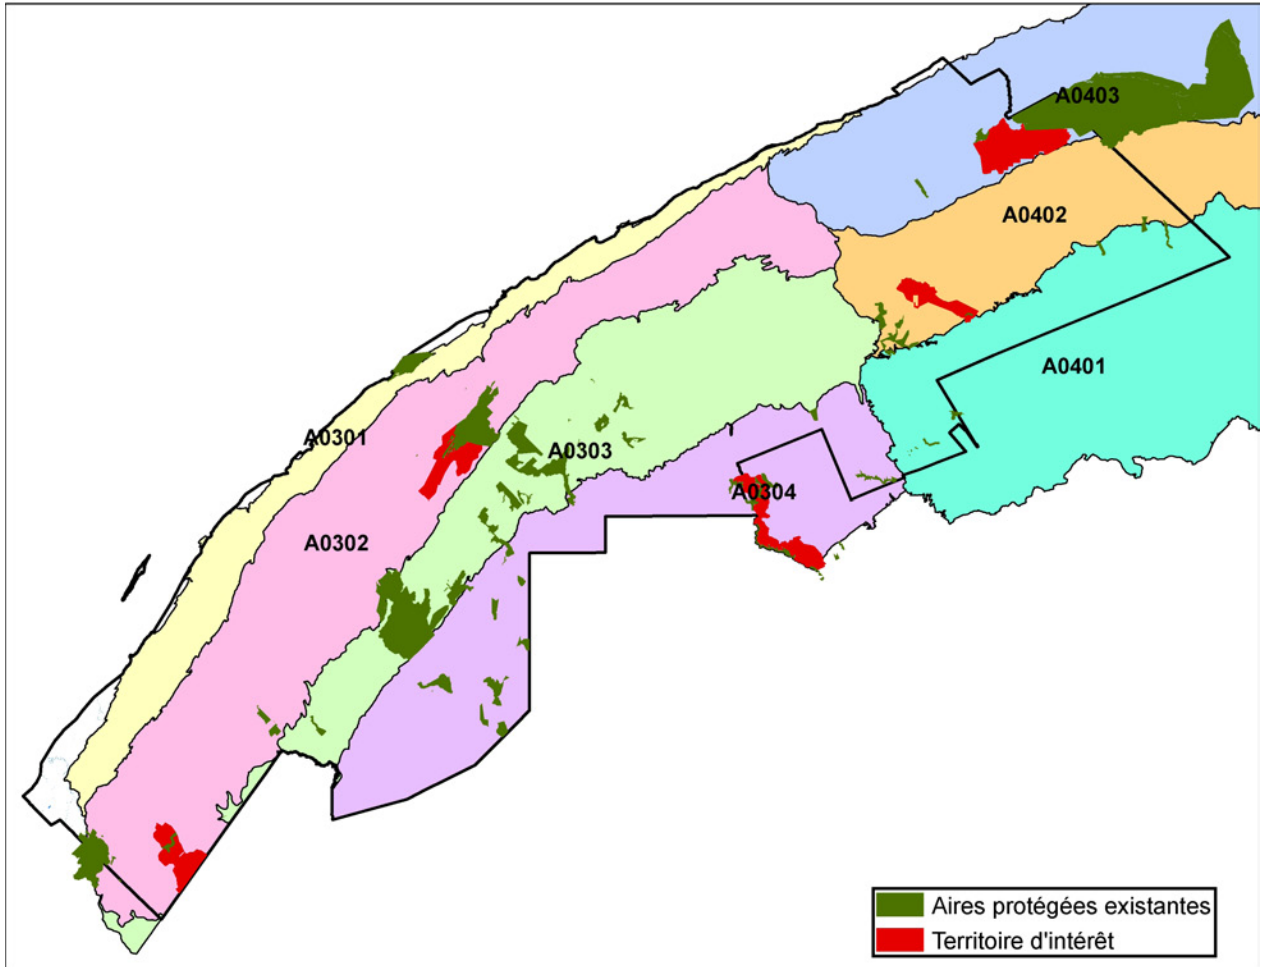 A0403
A0402
A0401
A0301
A0303
A0304
A0302
Aires protégées existantes
Territoire d'intérêt